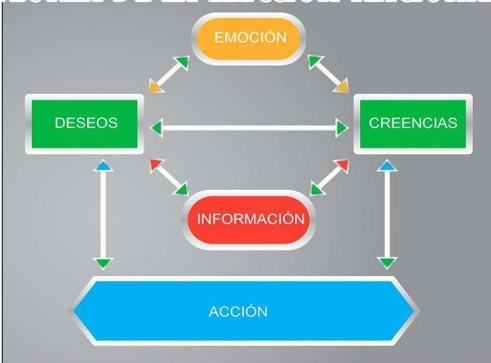 EMOCIÓN
DESEOS
CREENCIAS
INFORMACIÓN
ACCIÓN